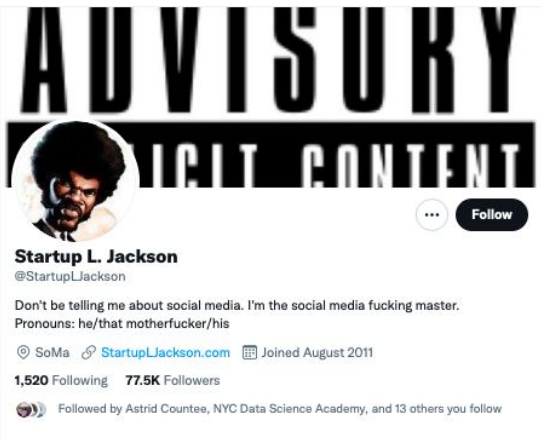 ADVISORY
ICIT CONTENT
Follow
Startup L. Jackson
@StartupLJackson
Don't be telling me about social media. I'm the social media fucking master.
Pronouns: he/that motherfucker/his
SoMa StartupLJackson.com Joined August 2011
1,520 Following 77.5K Followers
Followed by Astrid Countee, NYC Data Science Academy, and 13 others you follow